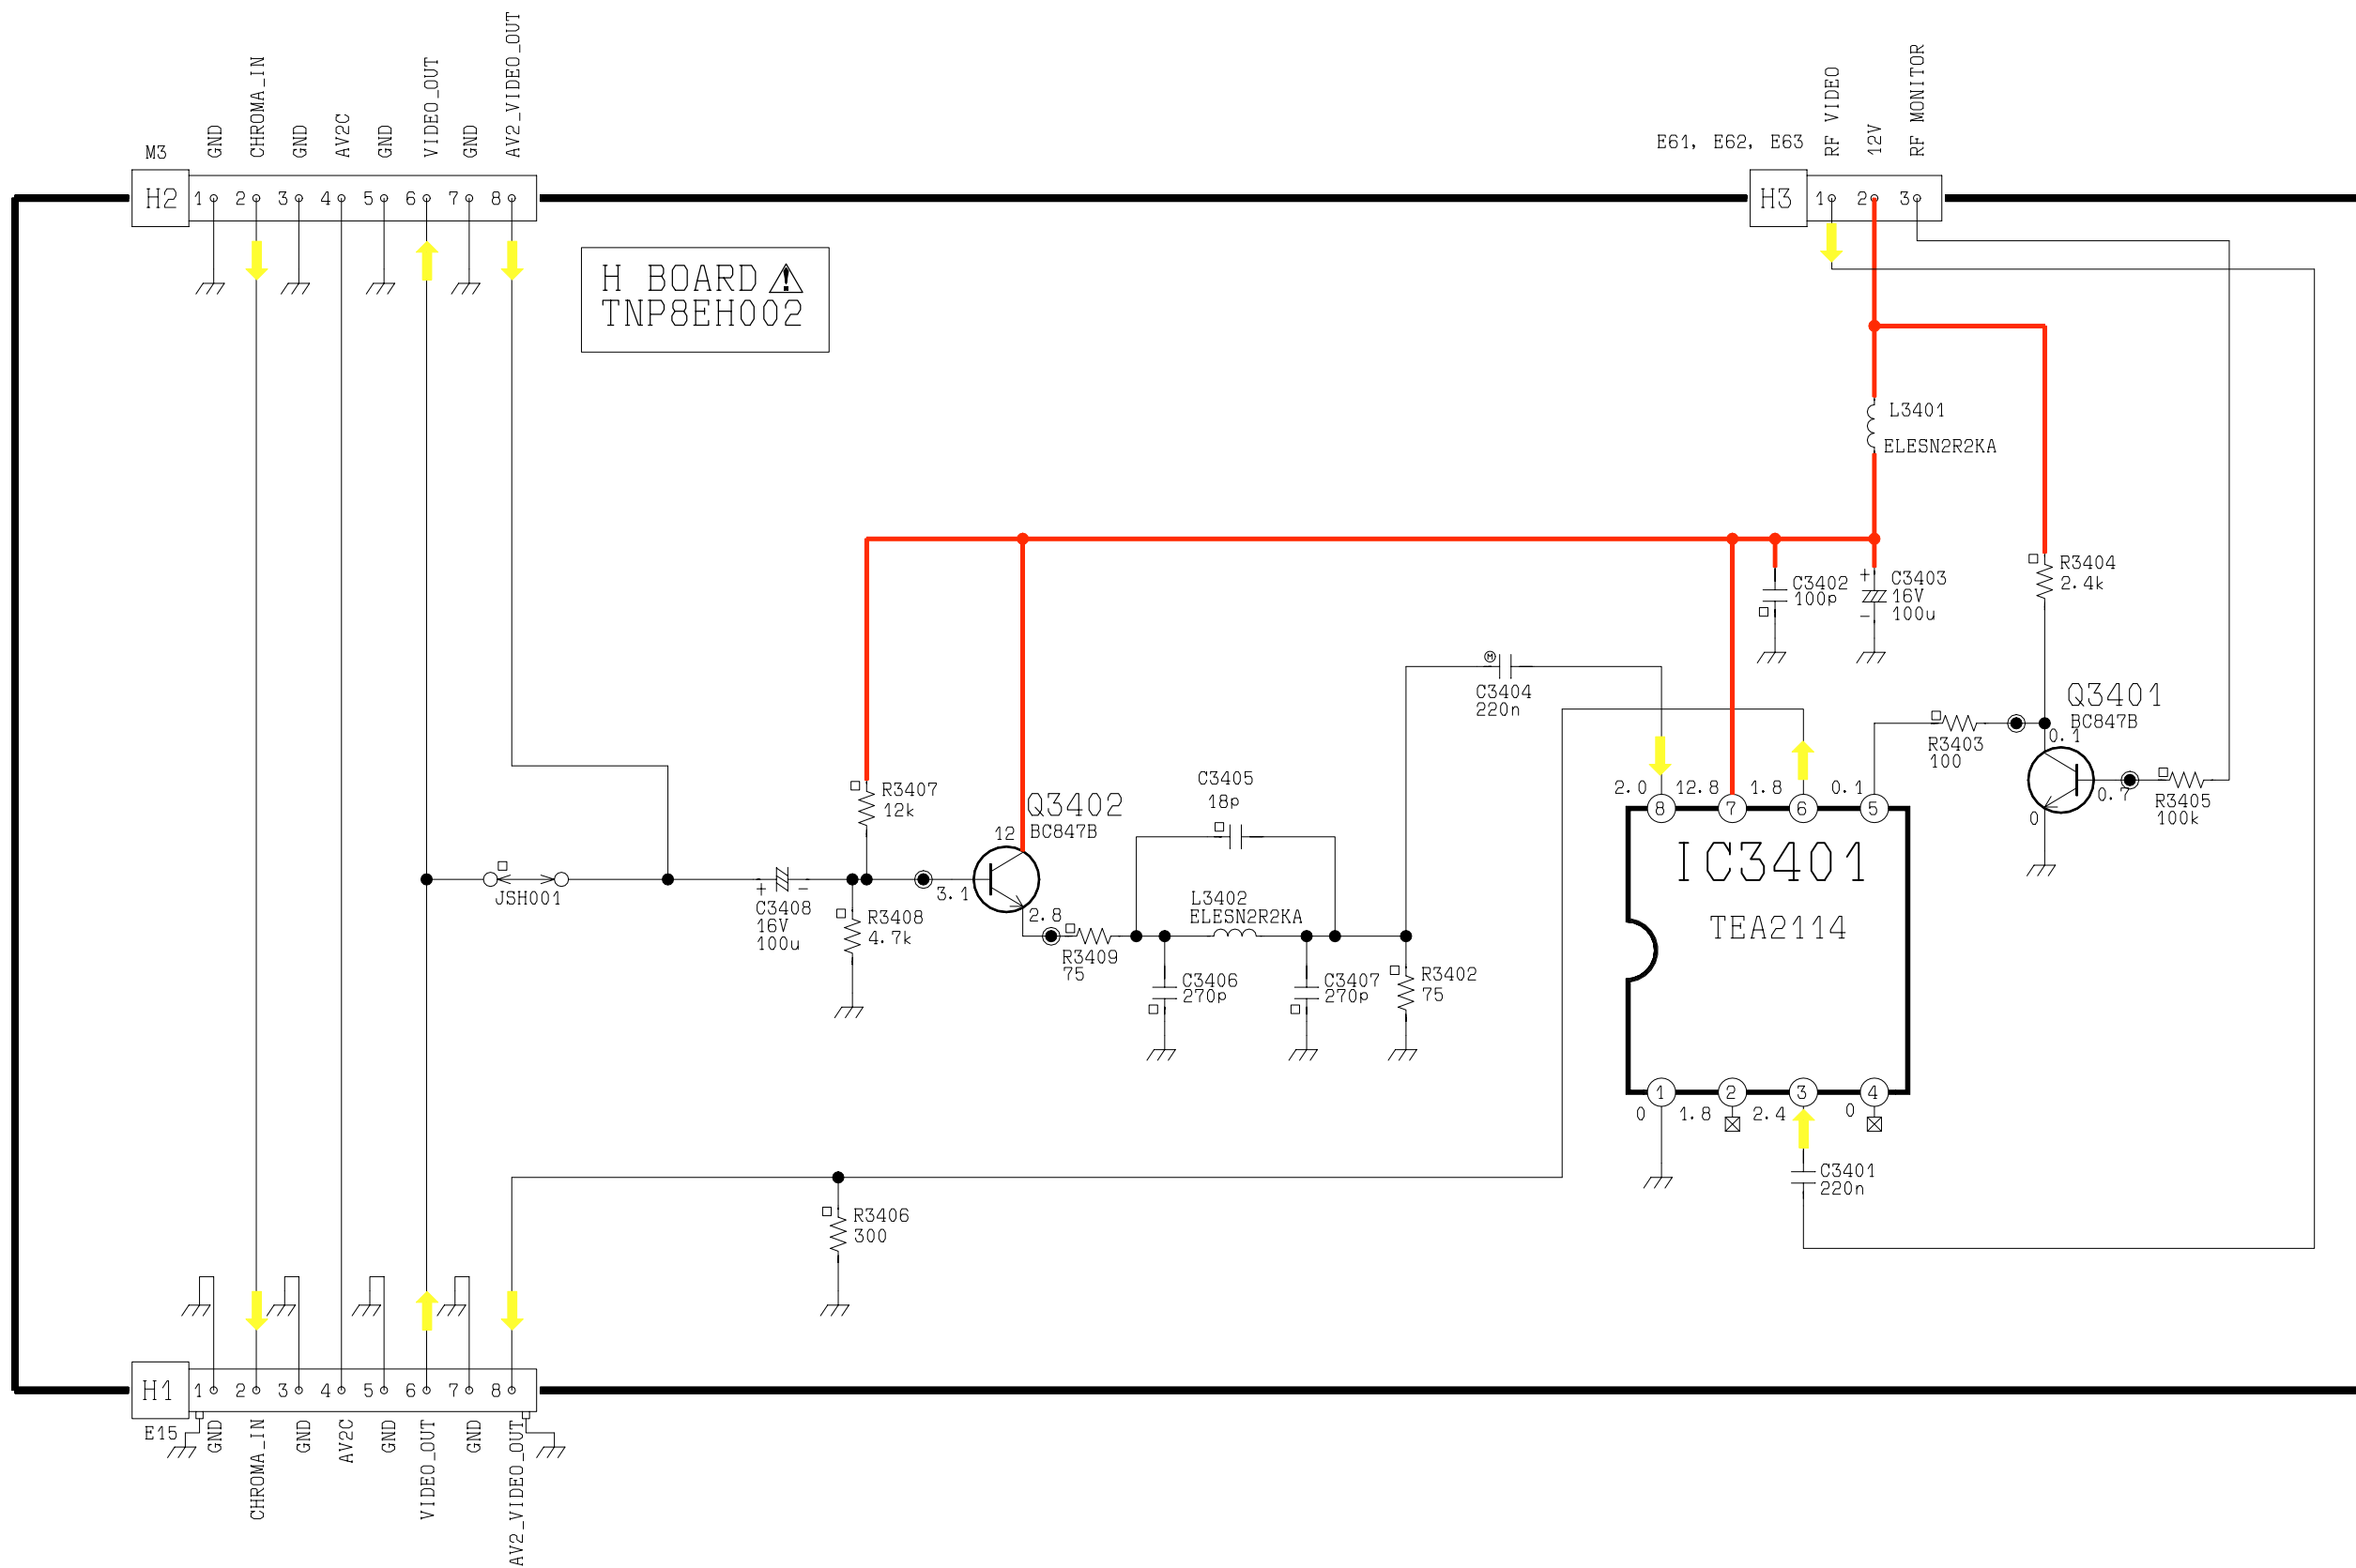 M3
GND
CHROMA_IN
GND
AV2C
GND
VIDEO_OUT
GND
AV2_VIDEO_OUT
H2
1 2 3 4 5 6 7 8
E61, E62, E63
RF VIDEO
12V
RF MONITOR
H3
1 2 3
H BOARD
TNP8EH002
L3401
ELESN2R2KA
C3402
100p
+
C3403
16V
100u
-
R3404
2.4k
M
C3404
220n
Q3401
BC847B
0.1
R3403
100
0.7
0
R3405
100k
R3407
12k
Q3402
BC847B
12
3.1
2.8
C3405
18p
JSH001
+ -
C3408
16V
100u
R3408
4.7k
R3409
75
L3402
ELESN2R2KA
C3406
270p
C3407
270p
R3402
75
2.0 12.8 1.8 0.1
8 7 6 5
IC3401
TEA2114
1 2 3 4
0 1.8 2.4 0
C3401
220n
R3406
300
H1
1 2 3 4 5 6 7 8
E15
GND
CHROMA_IN
GND
AV2C
GND
VIDEO_OUT
GND
AV2_VIDEO_OUT